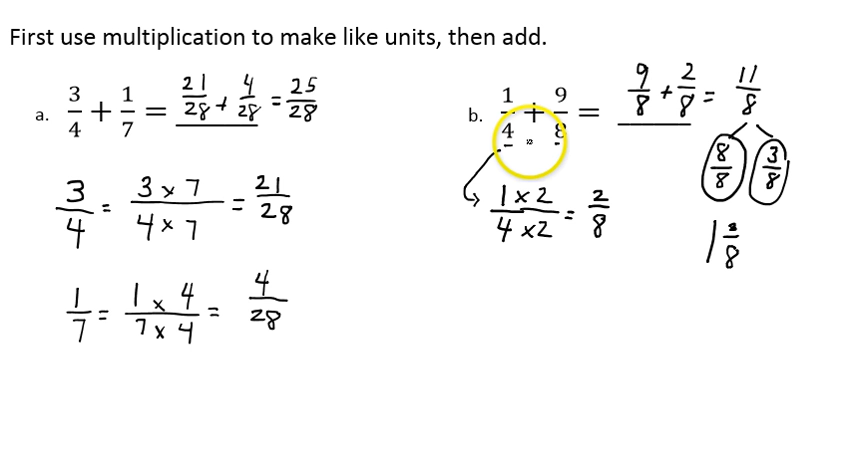 First use multiplication to make like units, then add.
a. 3/4 + 1/7 = 21/28 + 4/28 = 25/28
3/4 = 3 x 7 / 4 x 7 = 21/28
1/7 = 1 x 4 / 7 x 4 = 4/28
b. 1/4 + 9/8 = 9/8 + 2/8 = 11/8
8/8 3/8
1 x 2 / 4 x 2 = 2/8
1 3/8